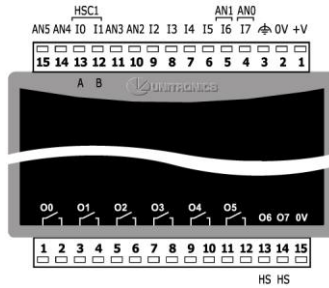 HSC1 AN1 AN0
AN5 AN4 I0 I1 AN3 AN2 I2 I3 I4 I5 I6 I7 0V +V
15 14 13 12 11 10 9 8 7 6 5 4 3 2 1
A B
UNITRONICS
O0 O1 O2 O3 O4 O5 O6 O7 0V
1 2 3 4 5 6 7 8 9 10 11 12 13 14 15
HS HS